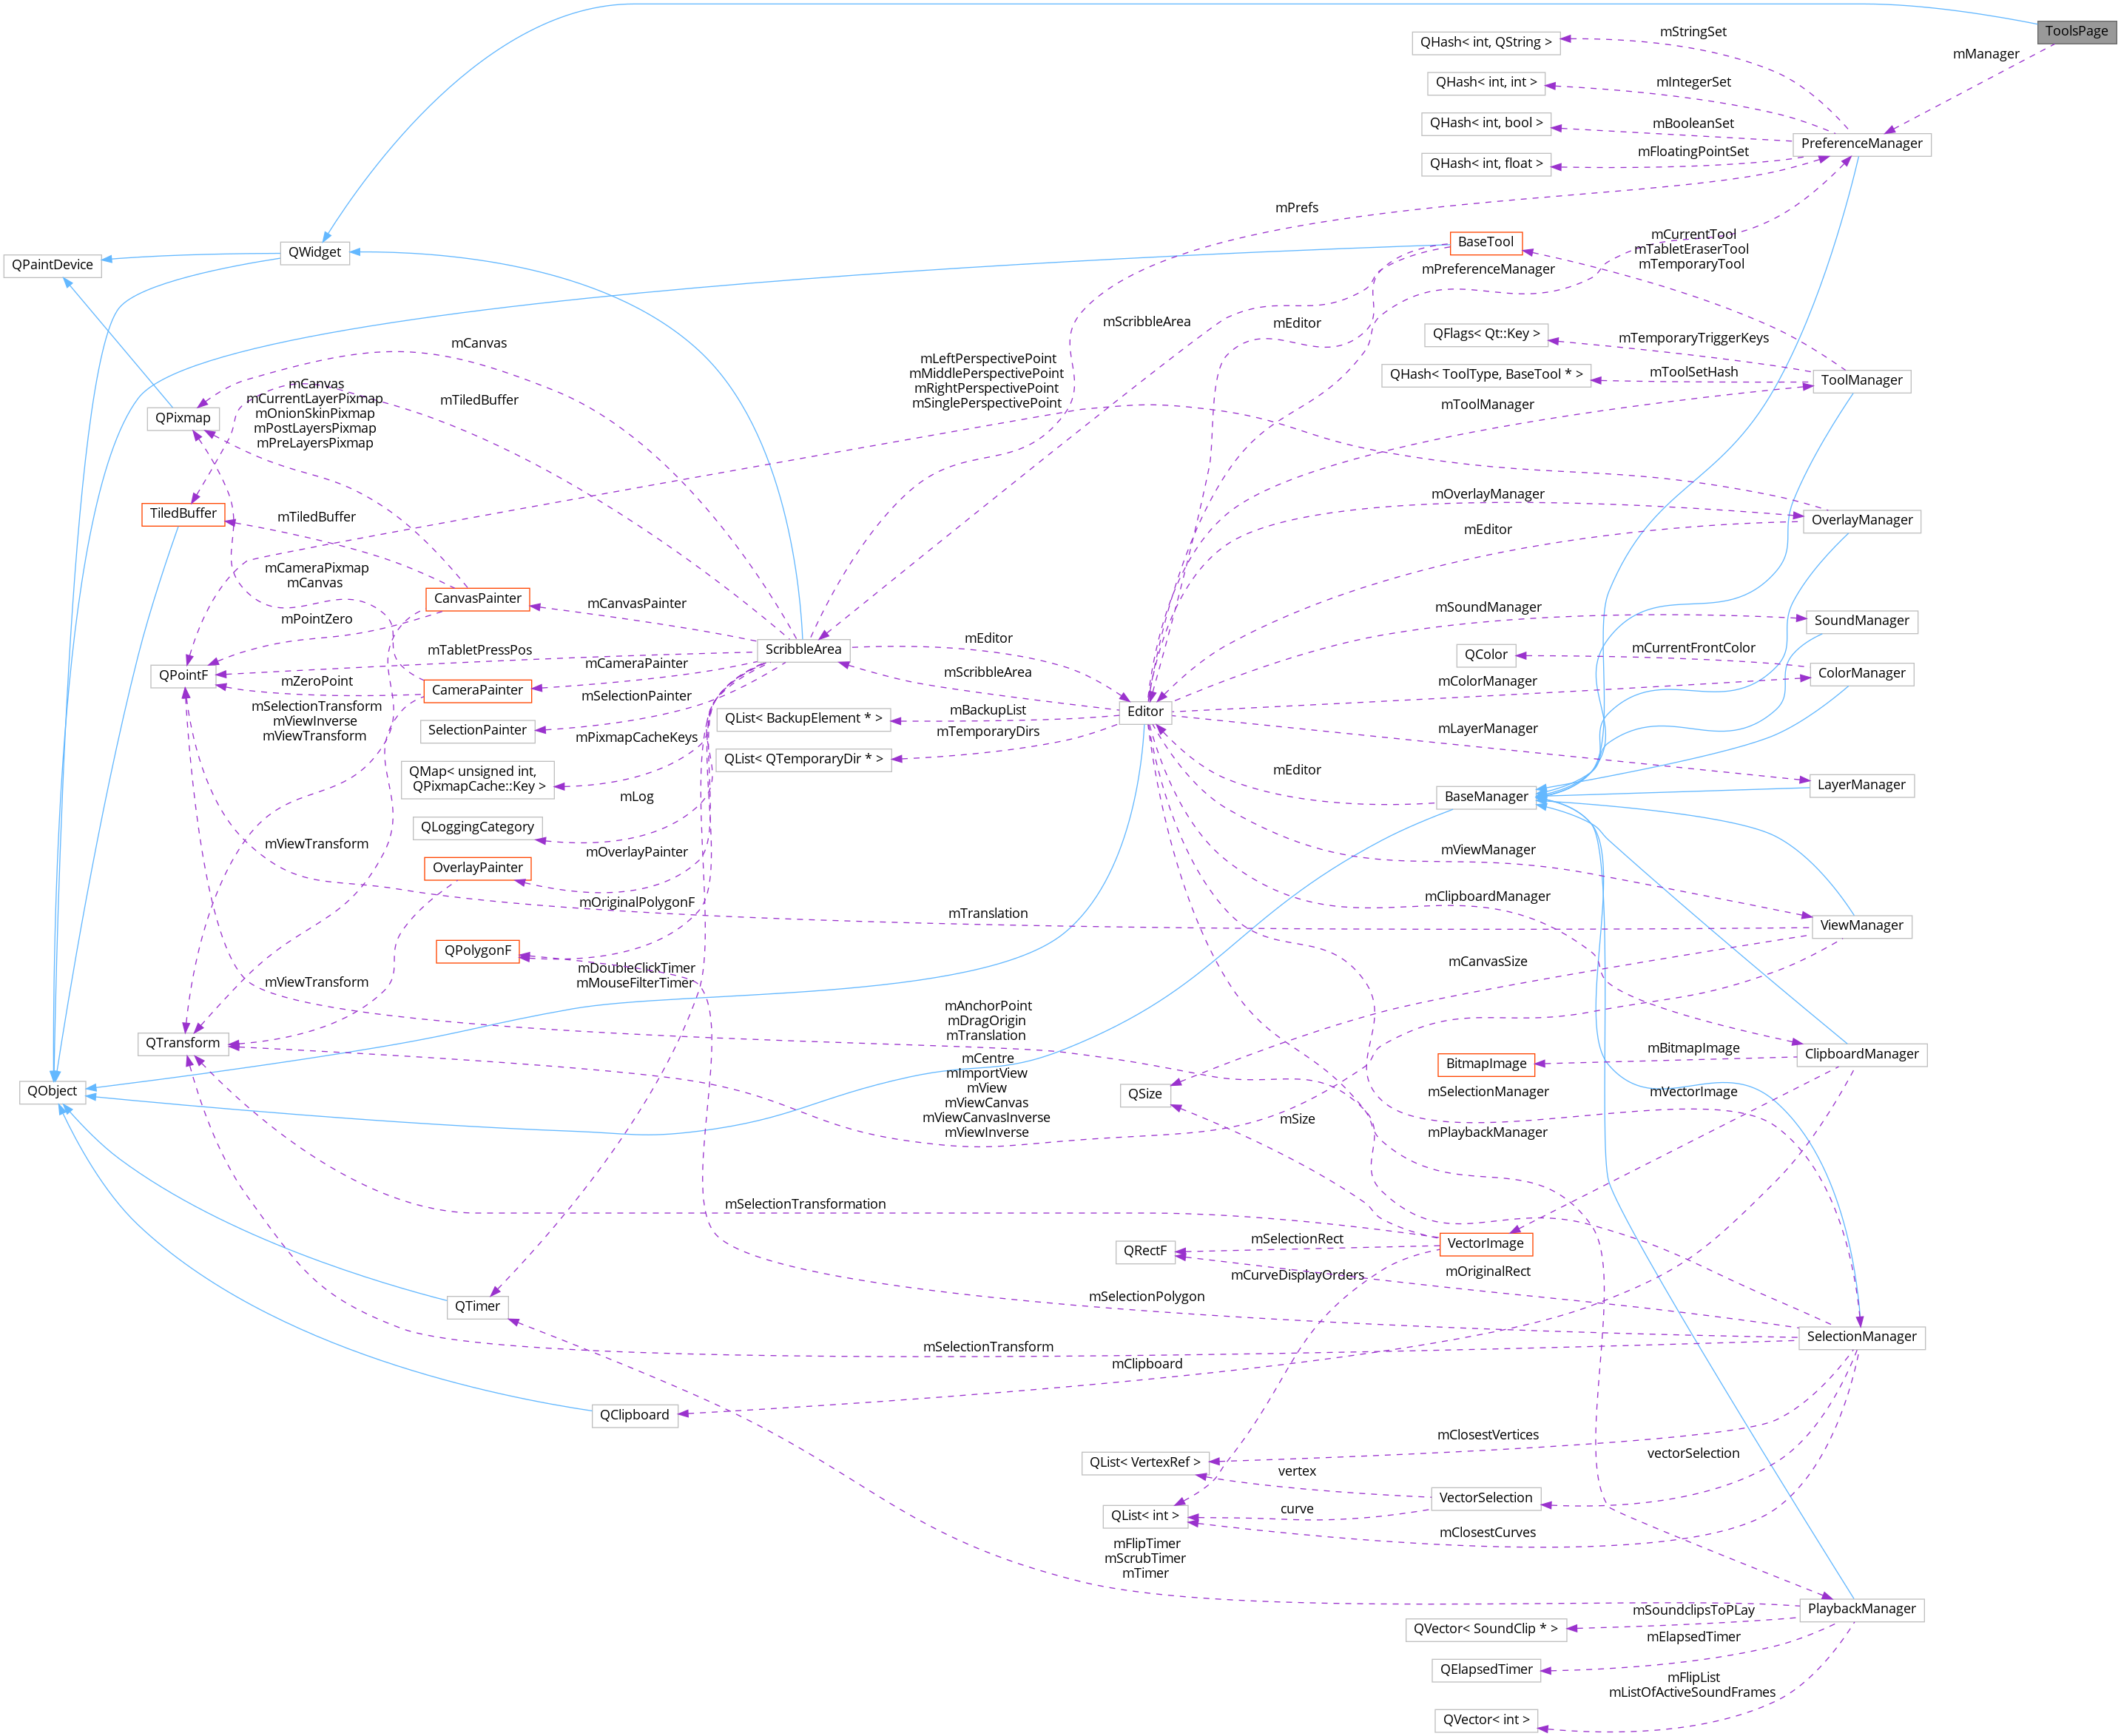 ToolsPage
mStringSet
QHash< int, QString >
mManager
mIntegerSet
QHash< int, int >
mBooleanSet
QHash< int, bool >
PreferenceManager
mFloatingPointSet
QHash< int, float >
mPrefs
mCurrentTool
mTabletEraserTool
mTemporaryTool
BaseTool
QWidget
QPaintDevice
mPreferenceManager
mScribbleArea
mEditor
QFlags< Qt::Key >
mTemporaryTriggerKeys
mCanvas
mLeftPerspectivePoint
mMiddlePerspectivePoint
mRightPerspectivePoint
mSinglePerspectivePoint
QHash< ToolType, BaseTool * >
mToolSetHash
ToolManager
mCanvas
mCurrentLayerPixmap
mOnionSkinPixmap
mPostLayersPixmap
mPreLayersPixmap
mTiledBuffer
mToolManager
QPixmap
TiledBuffer
mTiledBuffer
mOverlayManager
OverlayManager
mEditor
mCameraPixmap
mCanvas
CanvasPainter
mCanvasPainter
mPointZero
mSoundManager
SoundManager
mEditor
ScribbleArea
mTabletPressPos
mCameraPainter
QColor
mCurrentFrontColor
ColorManager
QPointF
mZeroPoint
CameraPainter
mScribbleArea
mColorManager
mSelectionTransform
mViewInverse
mViewTransform
mSelectionPainter
SelectionPainter
QList< BackupElement * >
mBackupList
Editor
mLayerManager
mTemporaryDirs
QList< QTemporaryDir * >
mPixmapCacheKeys
QMap< unsigned int,
QPixmapCache::Key >
mEditor
BaseManager
LayerManager
mLog
QLoggingCategory
mViewTransform
mOverlayPainter
OverlayPainter
mViewManager
mOriginalPolygonF
mTranslation
mClipboardManager
ViewManager
QPolygonF
mDoubleClickTimer
mMouseFilterTimer
mCanvasSize
mViewTransform
mAnchorPoint
mDragOrigin
mTranslation
QTransform
mBitmapImage
BitmapImage
ClipboardManager
QObject
mCentre
mImportView
mView
mViewCanvas
mViewCanvasInverse
mViewInverse
QSize
mSize
mSelectionManager
mVectorImage
mPlaybackManager
mSelectionTransformation
QRectF
mSelectionRect
VectorImage
mCurveDisplayOrders
mOriginalRect
QTimer
mSelectionPolygon
SelectionManager
mSelectionTransform
mClipboard
QClipboard
mClosestVertices
QList< VertexRef >
vertex
vectorSelection
VectorSelection
QList< int >
curve
mClosestCurves
mFlipTimer
mScrubTimer
mTimer
PlaybackManager
mSoundclipsToPLay
QVector< SoundClip * >
mElapsedTimer
QElapsedTimer
mFlipList
mListOfActiveSoundFrames
QVector< int >